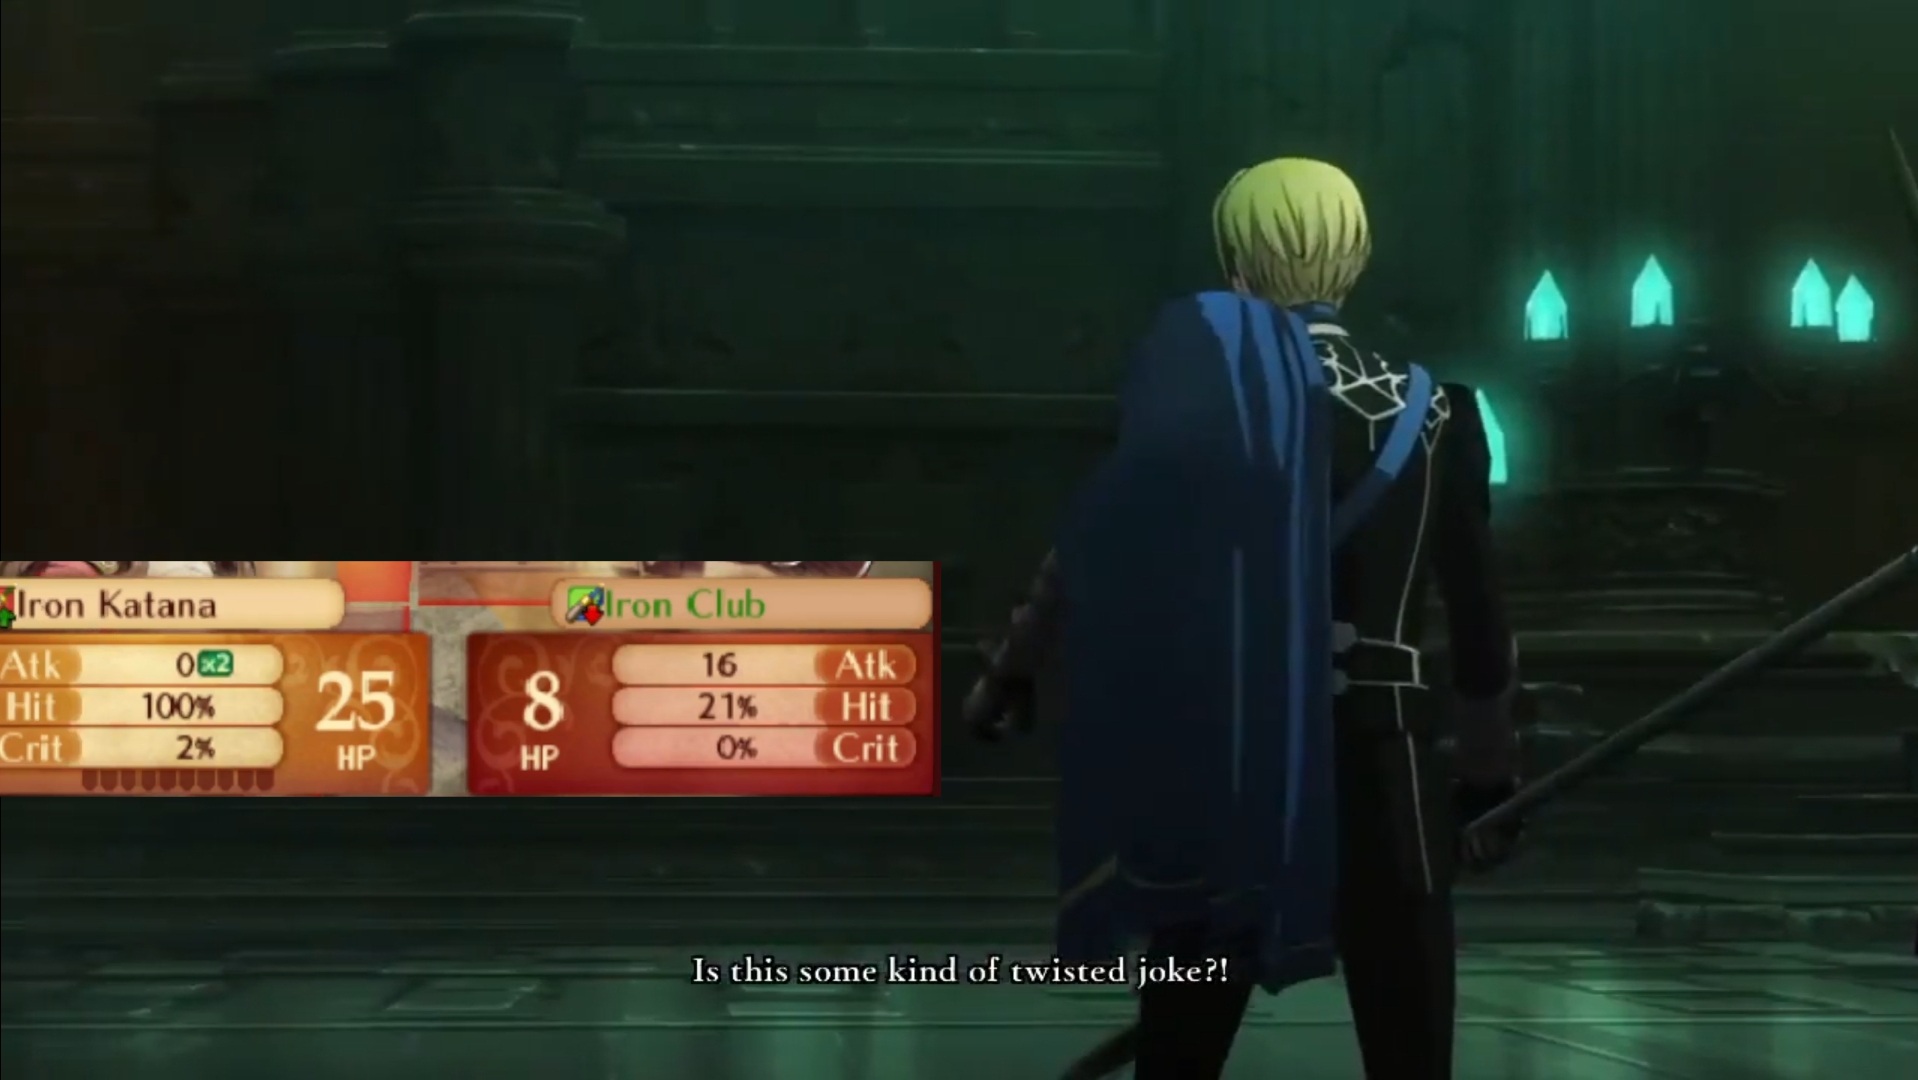 Iron Katana
Iron Club
Atk 0 x2
Hit 100%
Crit 2%
25
HP
8
HP
16 Atk
21% Hit
0% Crit
Is this some kind of twisted joke?!